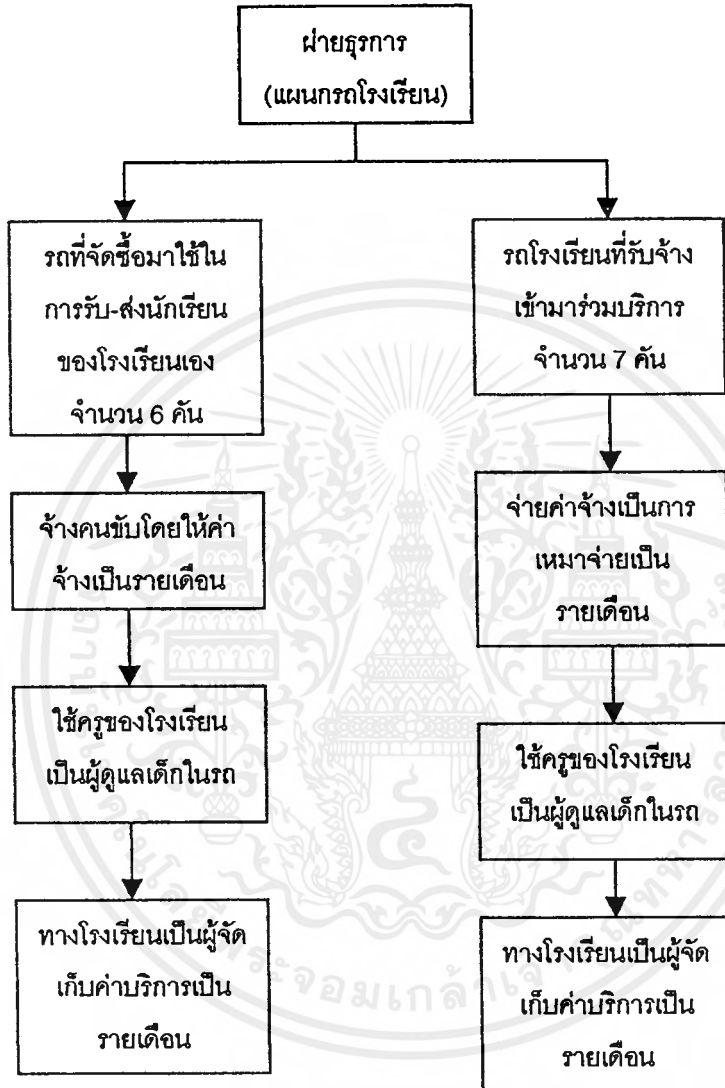 ฝ่ายธุรการ
(แผนกรถโรงเรียน)
รถที่จัดซื้อมาใช้ใน
การรับ-ส่งนักเรียน
ของโรงเรียนเอง
จำนวน 6 คัน
จ้างคนขับโดยให้ค่า
จ้างเป็นรายเดือน
ใช้ครูของโรงเรียน
เป็นผู้ดูแลเด็กในรถ
ทางโรงเรียนเป็นผู้จัด
เก็บค่าบริการเป็น
รายเดือน
รถโรงเรียนที่รับจ้าง
เข้ามาร่วมบริการ
จำนวน 7 คัน
จ่ายค่าจ้างเป็นการ
เหมาจ่ายเป็น
รายเดือน
ใช้ครูของโรงเรียน
เป็นผู้ดูแลเด็กในรถ
ทางโรงเรียนเป็นผู้จัด
เก็บค่าบริการเป็น
รายเดือน